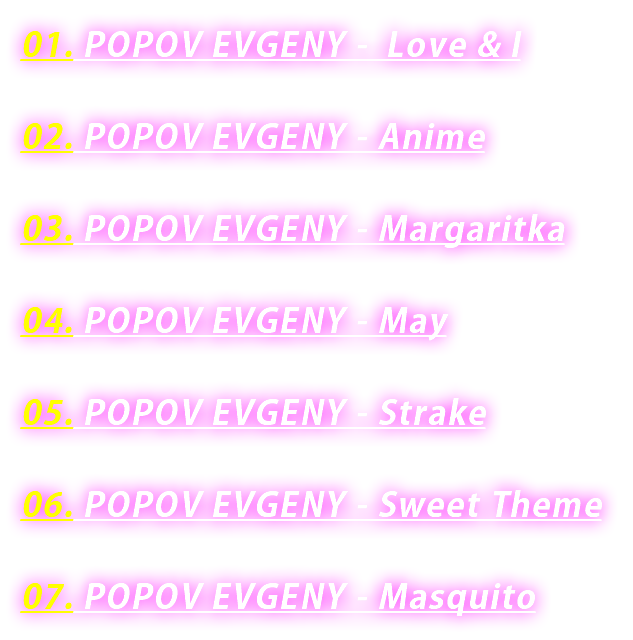 01. POPOV EVGENY - Love & I
02. POPOV EVGENY - Anime
03. POPOV EVGENY - Margaritka
04. POPOV EVGENY - May
05. POPOV EVGENY - Strake
06. POPOV EVGENY - Sweet Theme
07. POPOV EVGENY - Masquito